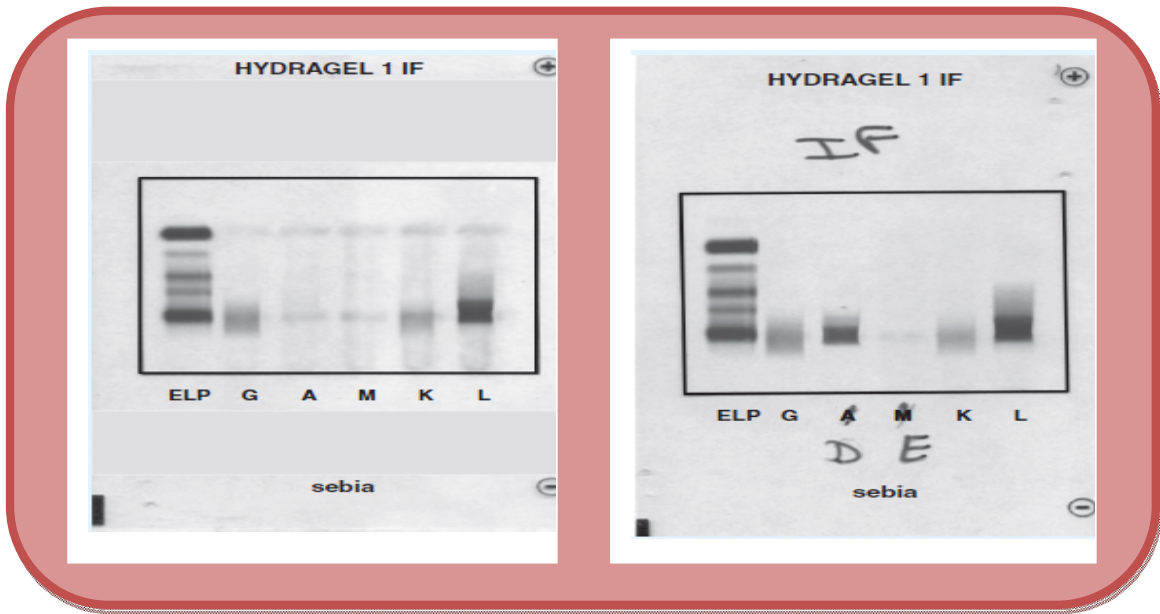 HYDRAGEL 1 IF
ELP G A M K L
sebia
HYDRAGEL 1 IF
IF
ELP G A M K L
D E
sebia